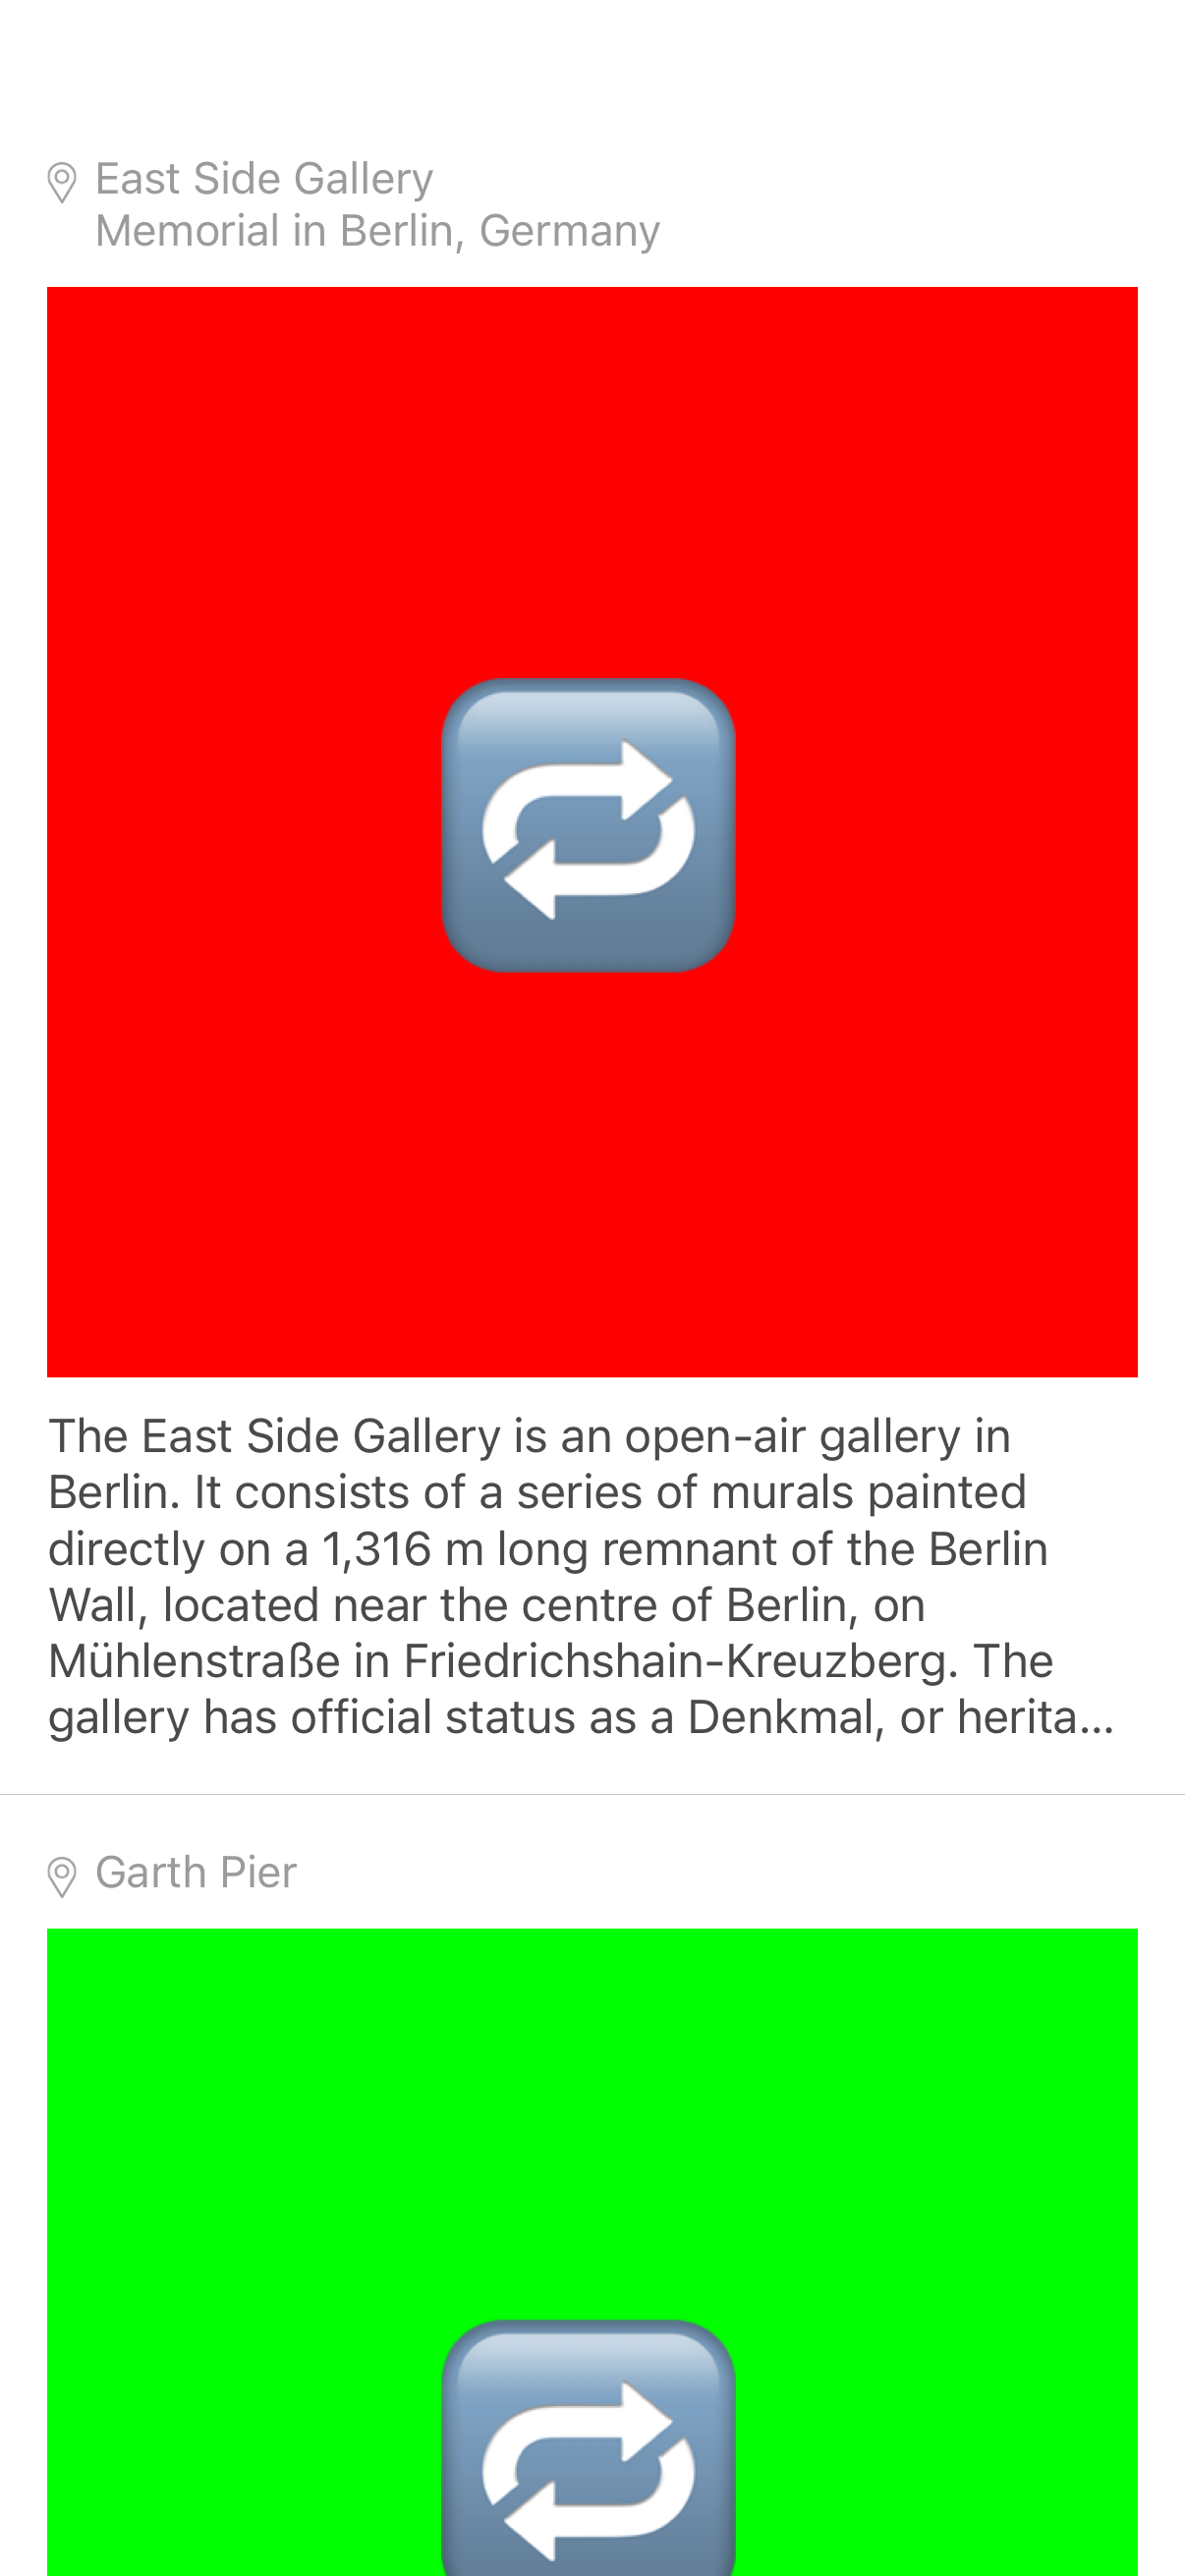 East Side Gallery
Memorial in Berlin, Germany
The East Side Gallery is an open-air gallery in
Berlin. It consists of a series of murals painted
directly on a 1,316 m long remnant of the Berlin
Wall, located near the centre of Berlin, on
Mühlenstraße in Friedrichshain-Kreuzberg. The
gallery has official status as a Denkmal, or herita...
Garth Pier